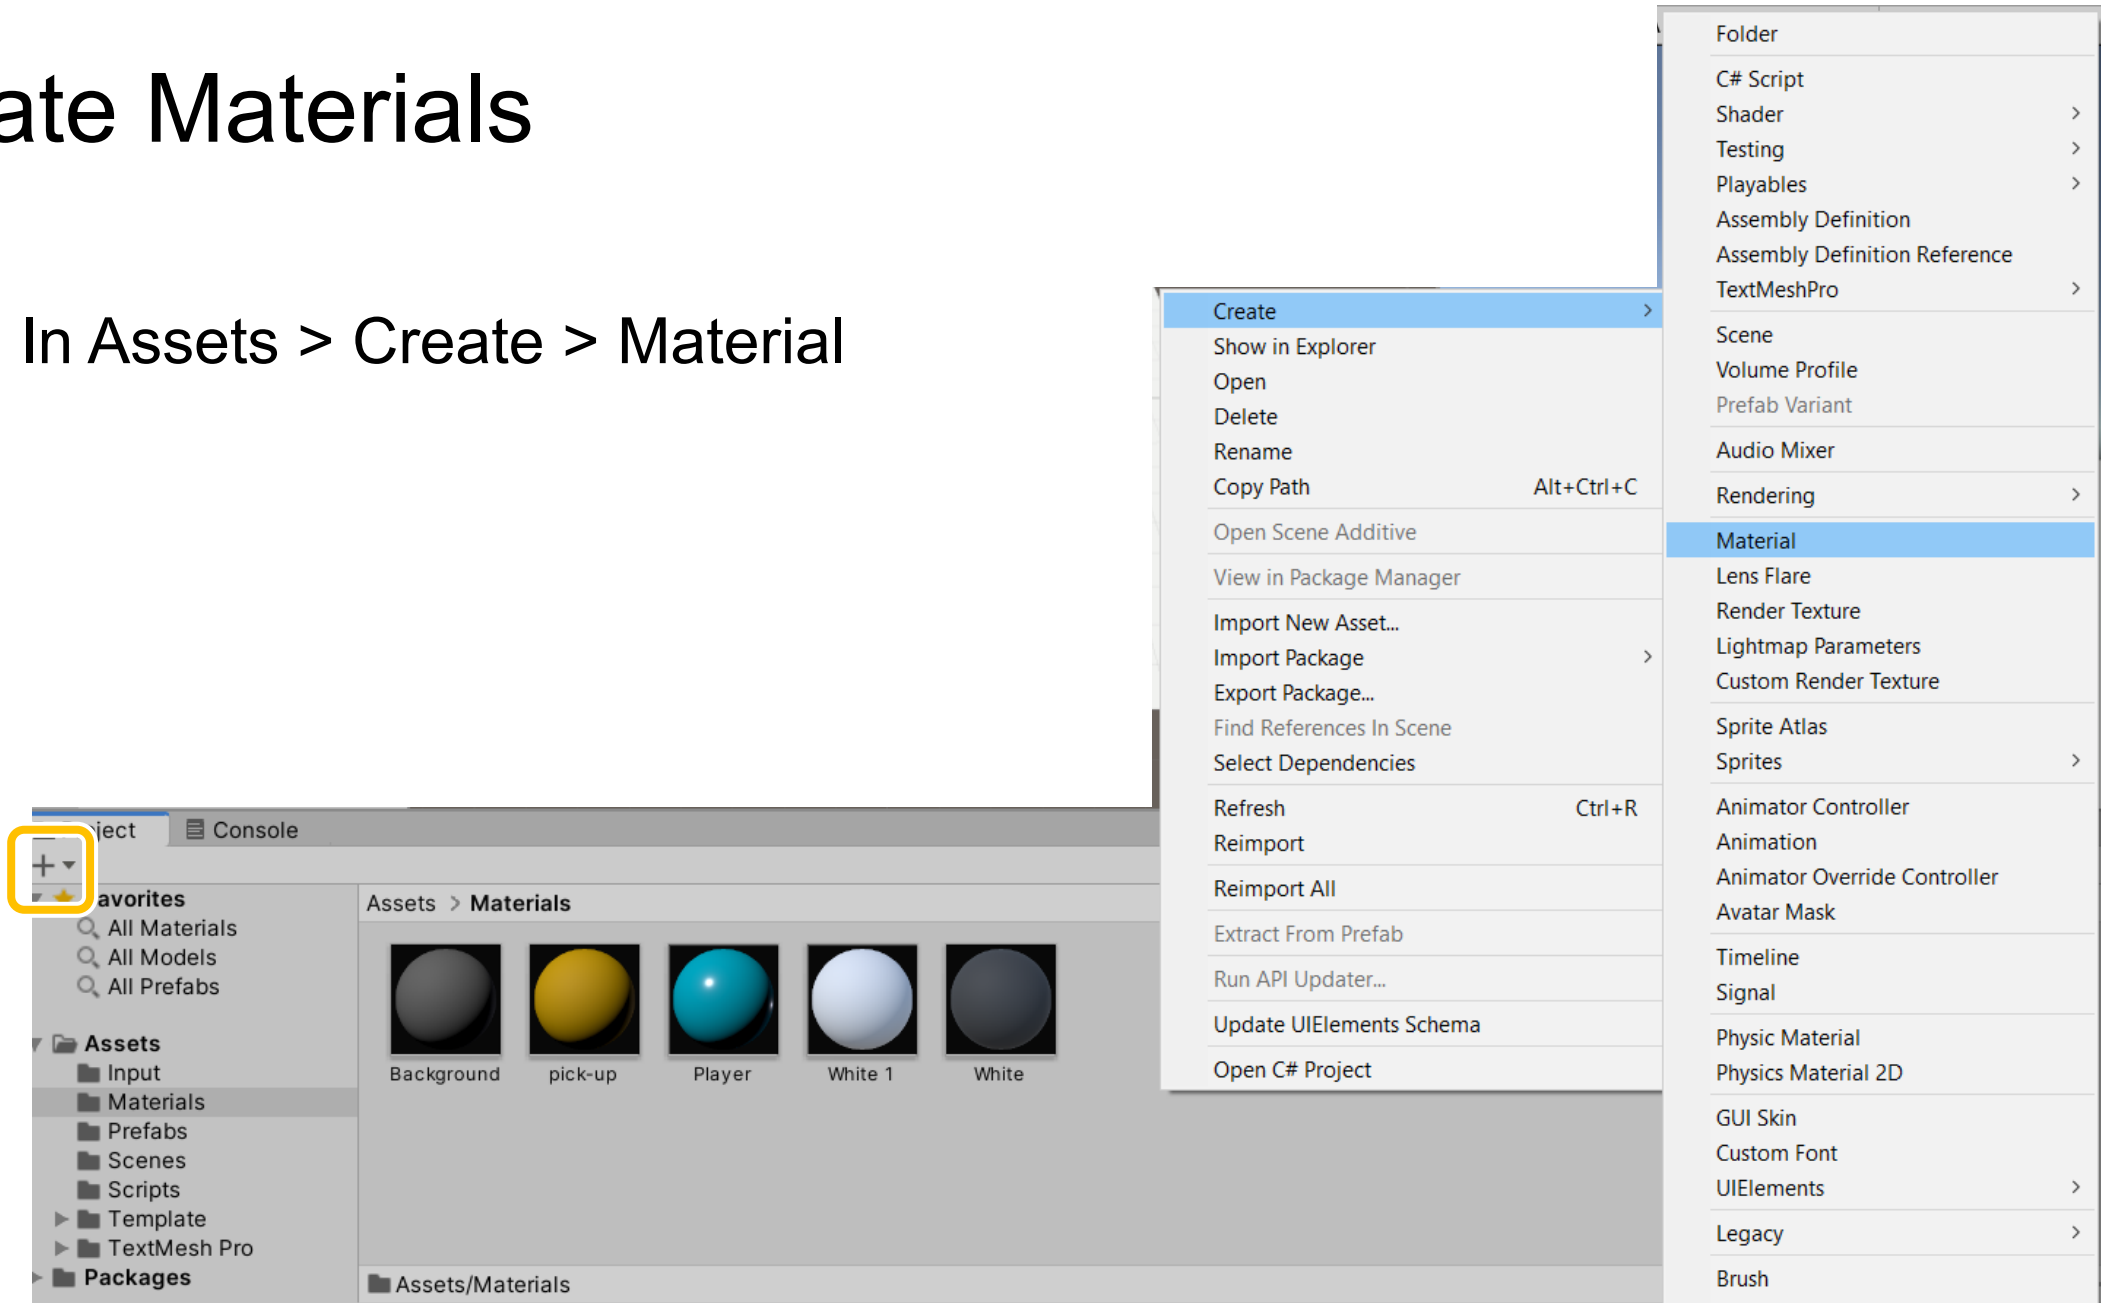 ate Materials
In Assets > Create > Material
Create
Show in Explorer
Open
Delete
Rename
Copy Path Alt+Ctrl+C
Open Scene Additive
View in Package Manager
Import New Asset...
Import Package
Export Package...
Find References In Scene
Select Dependencies
Refresh Ctrl+R
Reimport
Reimport All
Extract From Prefab
Run API Updater...
Update UIElements Schema
Open C# Project
Folder
C# Script
Shader
Testing
Playables
Assembly Definition
Assembly Definition Reference
TextMeshPro
Scene
Volume Profile
Prefab Variant
Audio Mixer
Rendering
Material
Lens Flare
Render Texture
Lightmap Parameters
Custom Render Texture
Sprite Atlas
Sprites
Animator Controller
Animation
Animator Override Controller
Avatar Mask
Timeline
Signal
Physic Material
Physics Material 2D
GUI Skin
Custom Font
UIElements
Legacy
Brush
ject Console
avorites
All Materials
All Models
All Prefabs
Assets
Input
Materials
Prefabs
Scenes
Scripts
Template
TextMesh Pro
Packages
Assets > Materials
Background pick-up Player White 1 White
Assets/Materials